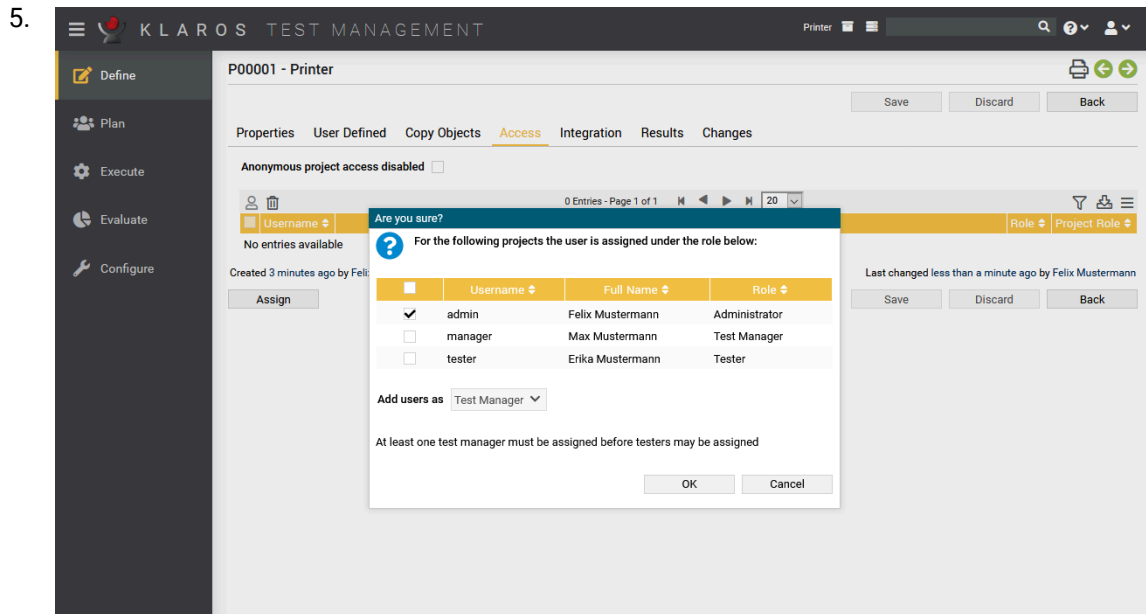 5.
KLAROS TEST MANAGEMENT Printer
Define
Plan
Execute
Evaluate
Configure
P00001 - Printer
Save Discard Back
Properties User Defined Copy Objects Access Integration Results Changes
Anonymous project access disabled
0 Entries - Page 1 of 1 20
Username Role Project Role
No entries available
Created 3 minutes ago by Feli Last changed less than a minute ago by Felix Mustermann
Assign Save Discard Back
Are you sure?
For the following projects the user is assigned under the role below:
Username Full Name Role
admin Felix Mustermann Administrator
manager Max Mustermann Test Manager
tester Erika Mustermann Tester
Add users as Test Manager
At least one test manager must be assigned before testers may be assigned
OK Cancel